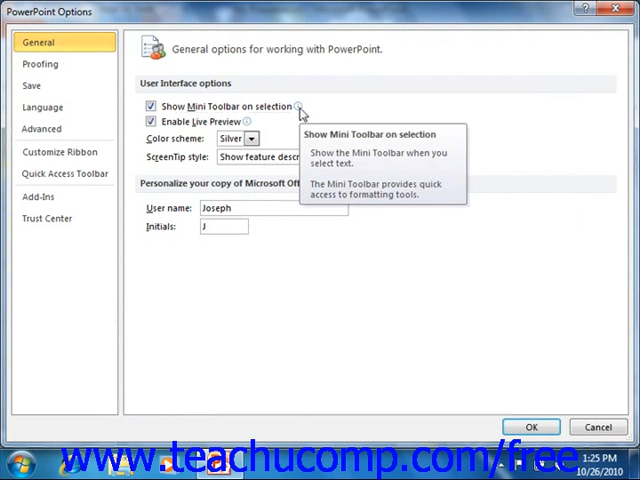 PowerPoint Options
General
Proofing
Save
Language
Advanced
Customize Ribbon
Quick Access Toolbar
Add-Ins
Trust Center
General options for working with PowerPoint.
User Interface options
Show Mini Toolbar on selection
Enable Live Preview
Color scheme: Silver
ScreenTip style: Show feature descr
Show Mini Toolbar on selection
Show the Mini Toolbar when you
select text.
The Mini Toolbar provides quick
access to formatting tools.
Personalize your copy of Microsoft Off
User name: Joseph
Initials: J
OK Cancel
www.teachucomp.com/free
1:25 PM
10/26/2010